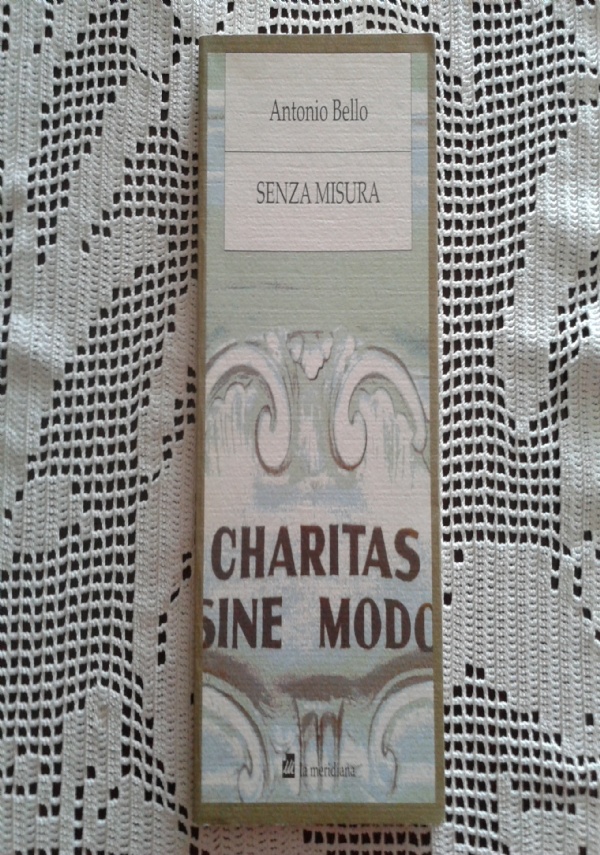 Antonio Bello
SENZA MISURA
CHARITAS
SINE MODO
la meridiana